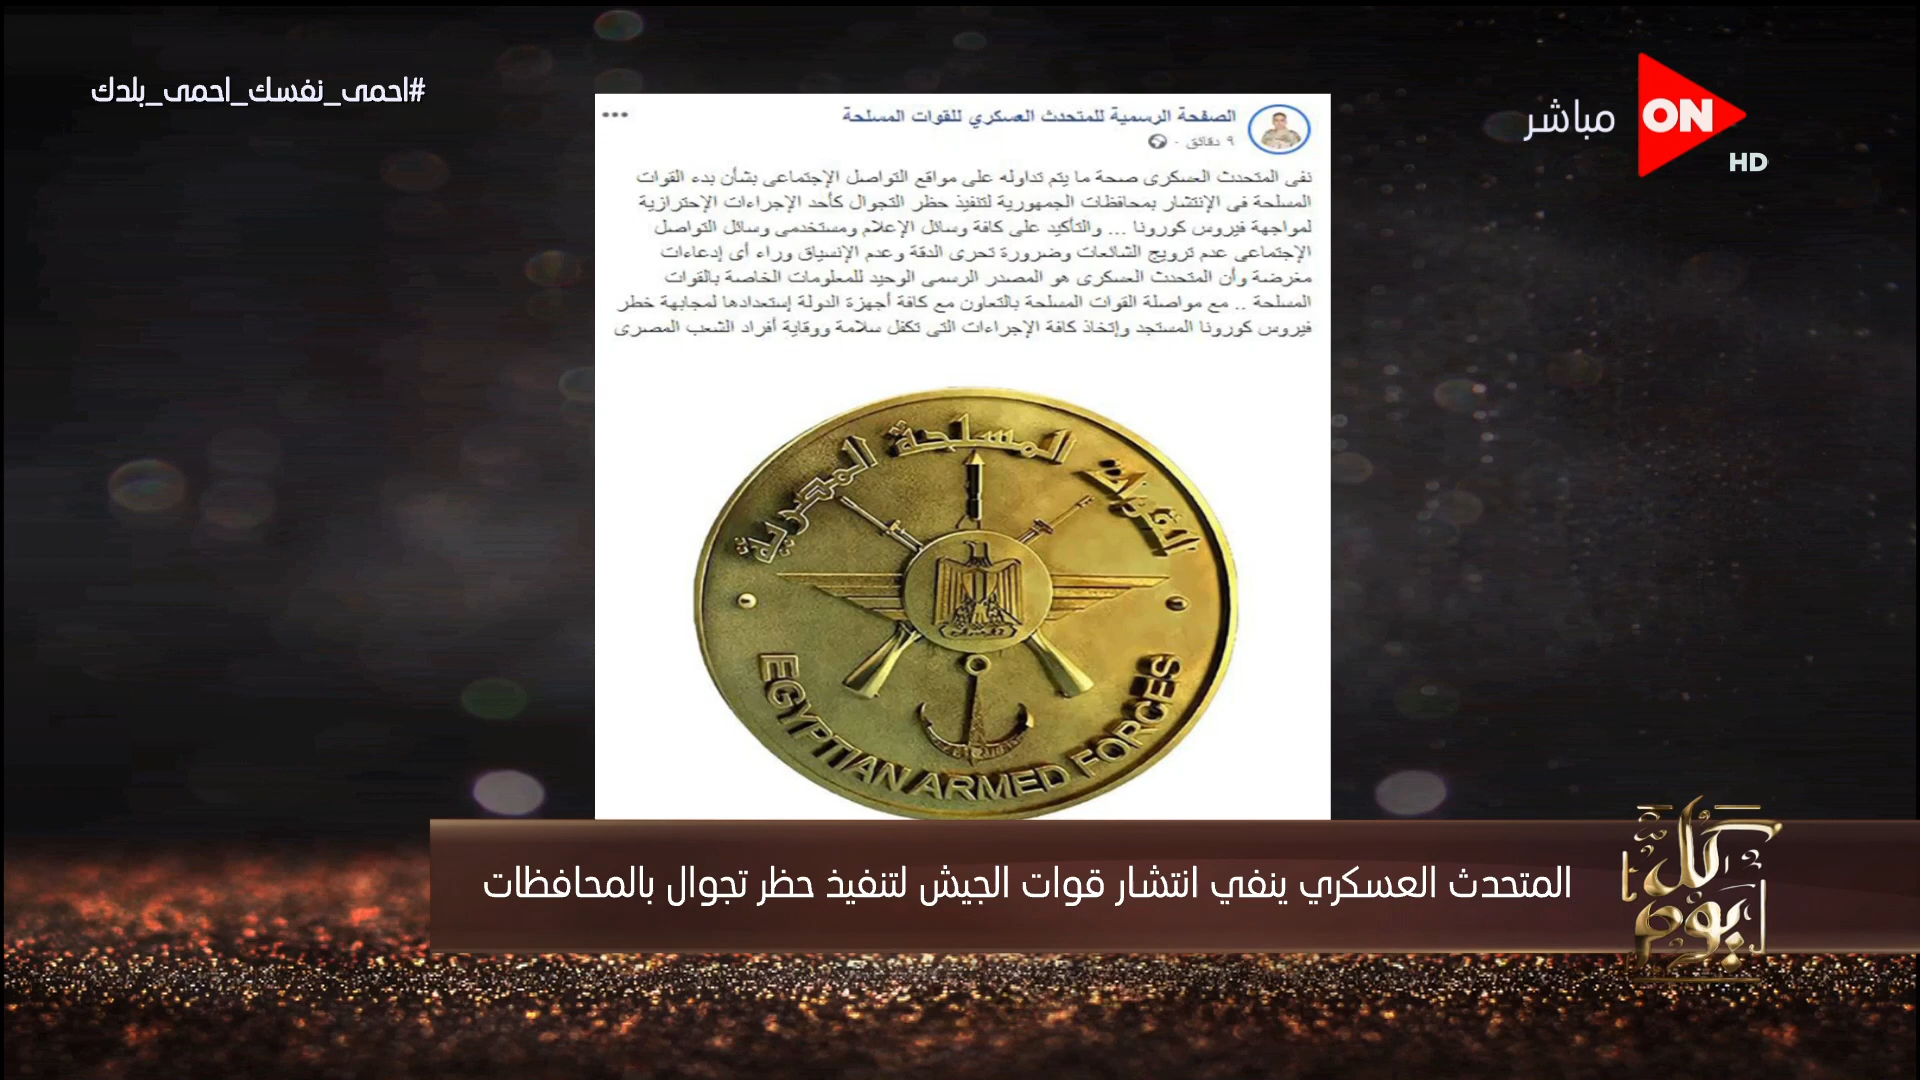 #احمى_نفسك_احمى_بلدك
مباشر
ON
HD
الصفحة الرسمية للمتحدث العسكري للقوات المسلحة
٩ دقائق ·
نفى المتحدث العسكرى صحة ما يتم تداوله على مواقع التواصل الإجتماعى بشأن بدء القوات
المسلحة فى الإنتشار بمحافظات الجمهورية لتنفيذ حظر التجوال كأحد الإجراءات الإحترازية
لمواجهة فيروس كورونا ... والتأكيد على كافة وسائل الإعلام ومستخدمى وسائل التواصل
الإجتماعى عدم ترويج الشائعات وضرورة تحرى الدقة وعدم الإنسياق وراء أى إدعاءات
مغرضة وأن المتحدث العسكرى هو المصدر الرسمى الوحيد للمعلومات الخاصة بالقوات
المسلحة .. مع مواصلة القوات المسلحة بالتعاون مع كافة أجهزة الدولة إستعدادها لمجابهة خطر
فيروس كورونا المستجد وإتخاذ كافة الإجراءات التى تكفل سلامة ووقاية أفراد الشعب المصرى
القوات المسلحة المصرية
EGYPTIAN ARMED FORCES
المتحدث العسكري ينفي انتشار قوات الجيش لتنفيذ حظر تجوال بالمحافظات
كل
يوم